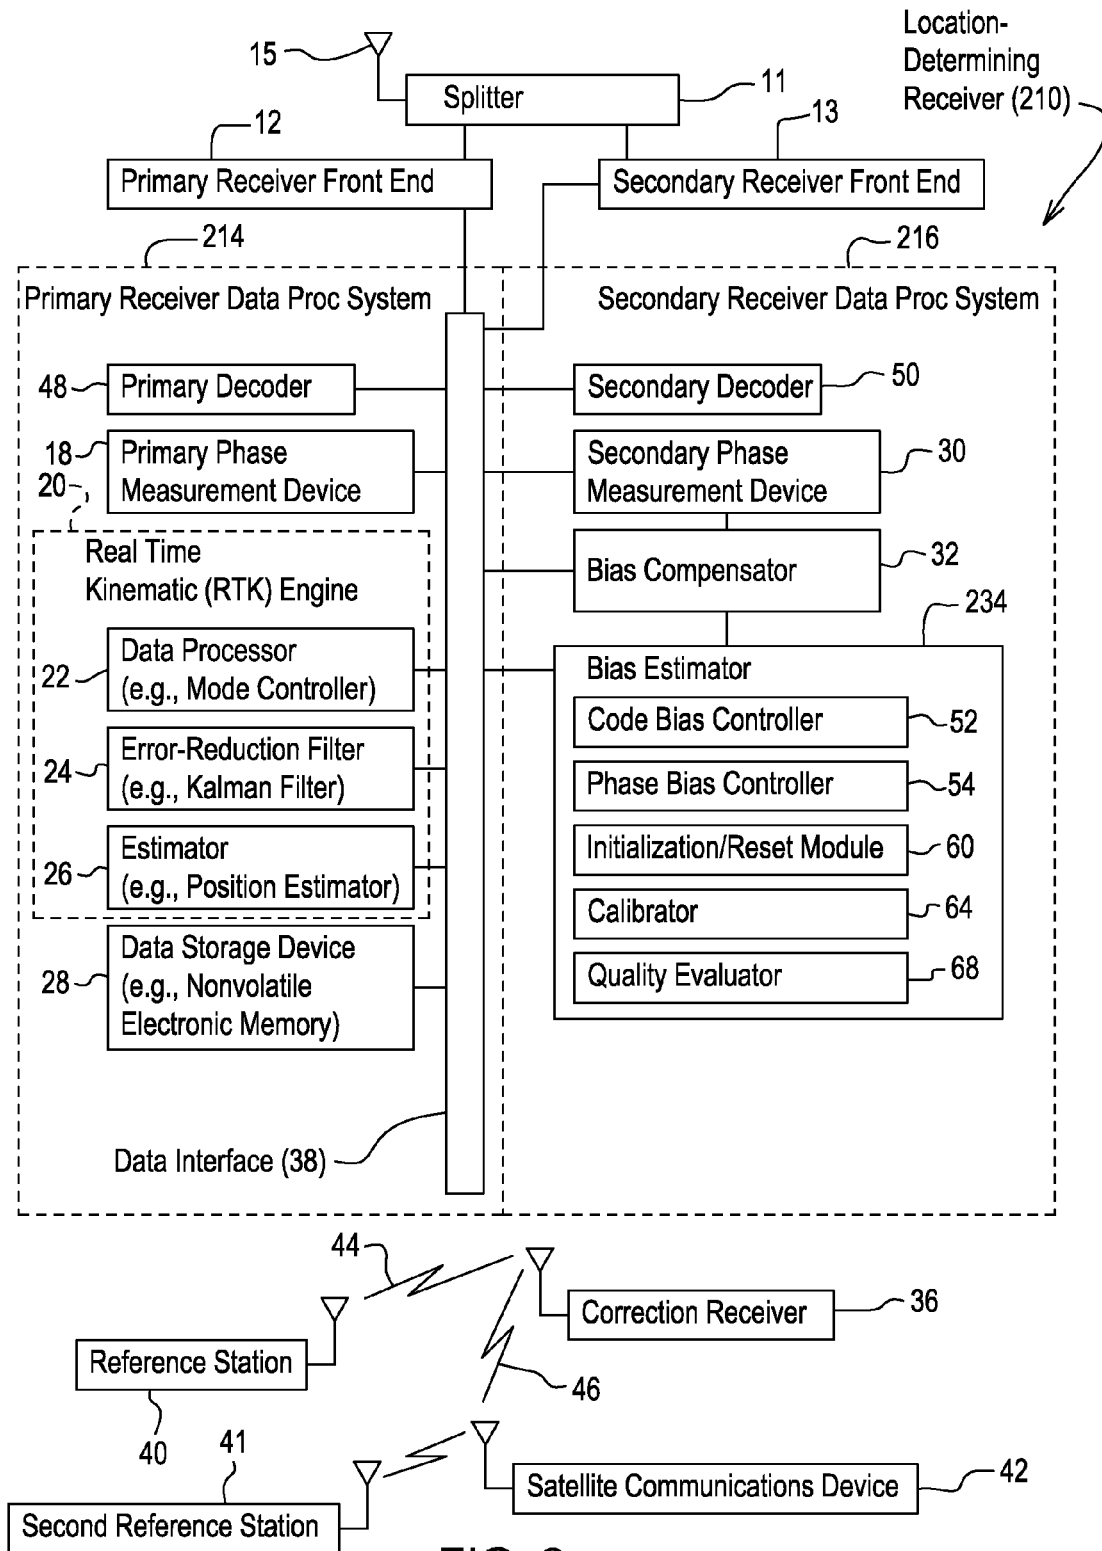 Location-
Determining
Receiver (210)
15
Splitter
11
12
13
Primary Receiver Front End
Secondary Receiver Front End
214
216
Primary Receiver Data Proc System
Secondary Receiver Data Proc System
48
Primary Decoder
Secondary Decoder
50
18
Primary Phase
Measurement Device
Secondary Phase
Measurement Device
30
20
Real Time
Kinematic (RTK) Engine
Bias Compensator
32
234
22
Data Processor
(e.g., Mode Controller)
Bias Estimator
Code Bias Controller
52
24
Error-Reduction Filter
(e.g., Kalman Filter)
Phase Bias Controller
54
26
Estimator
(e.g., Position Estimator)
Initialization/Reset Module
60
Calibrator
64
28
Data Storage Device
(e.g., Nonvolatile
Electronic Memory)
Quality Evaluator
68
Data Interface (38)
44
Correction Receiver
36
Reference Station
40
46
41
Satellite Communications Device
42
Second Reference Station